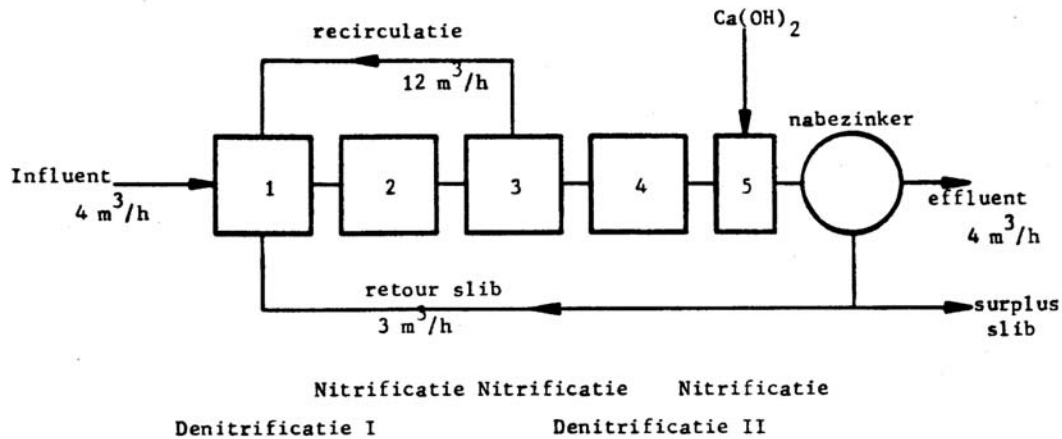 Ca(OH)2
recirculatie
12 m3/h
nabezinker
Influent
4 m3/h
1
2
3
4
5
effluent
4 m3/h
retour slib
3 m3/h
surplus
slib
Nitrificatie Nitrificatie Nitrificatie
Denitrificatie I Denitrificatie II